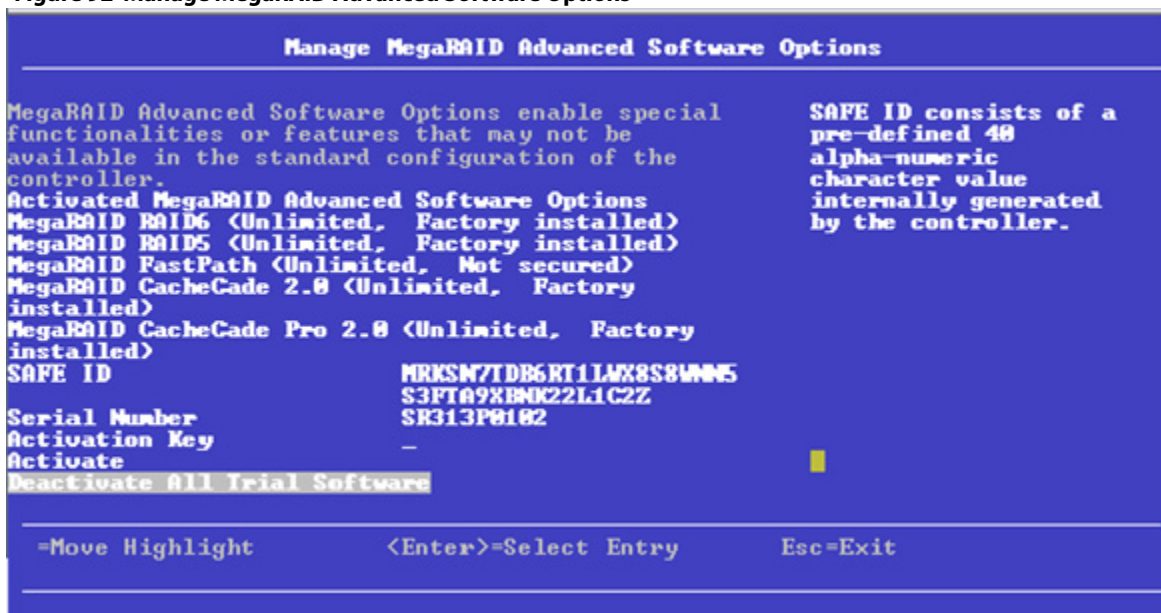 Manage MegaRAID Advanced Software Options
MegaRAID Advanced Software Options enable special
functionalities or features that may not be
available in the standard configuration of the
controller.
Activated MegaRAID Advanced Software Options
MegaRAID RAID6 (Unlimited, Factory installed)
MegaRAID RAID5 (Unlimited, Factory installed)
MegaRAID FastPath (Unlimited, Not secured)
MegaRAID CacheCade 2.0 (Unlimited, Factory
installed)
MegaRAID CacheCade Pro 2.0 (Unlimited, Factory
installed)
SAFE ID
Serial Number SR313P0102
Activation Key _
Activate
Deactivate All Trial Software
SAFE ID consists of a
pre-defined 40
alpha-numeric
character value
internally generated
by the controller.
=Move Highlight <Enter>=Select Entry Esc=Exit